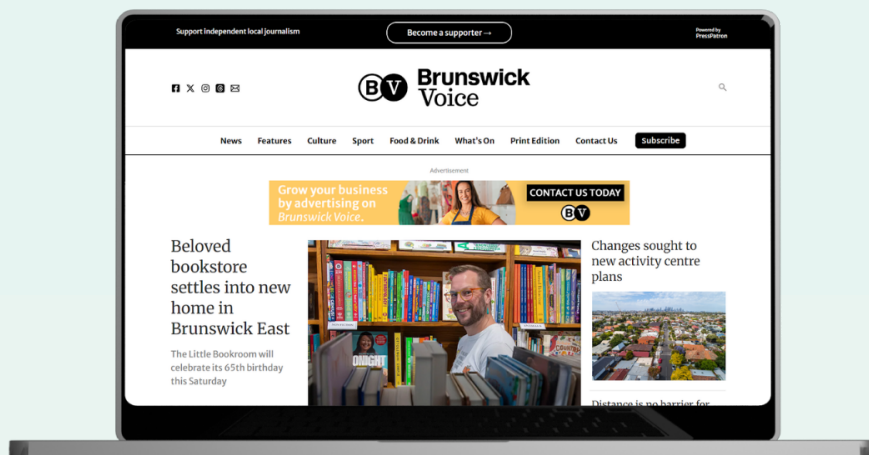 Support independent local journalism
Become a supporter→
Powered by
PressPatron
BV
Brunswick
Voice
News Features Culture Sport Food & Drink What's On Print Edition Contact Us Subscribe
Advertisement
Grow your business
by advertising on
Brunswick Voice.
CONTACT US TODAY
BV
Beloved
bookstore
settles into new
home in
Brunswick East
The Little Bookroom will
celebrate its 65th birthday
this Saturday
Changes sought to
new activity centre
plans
Distance is no barrier for